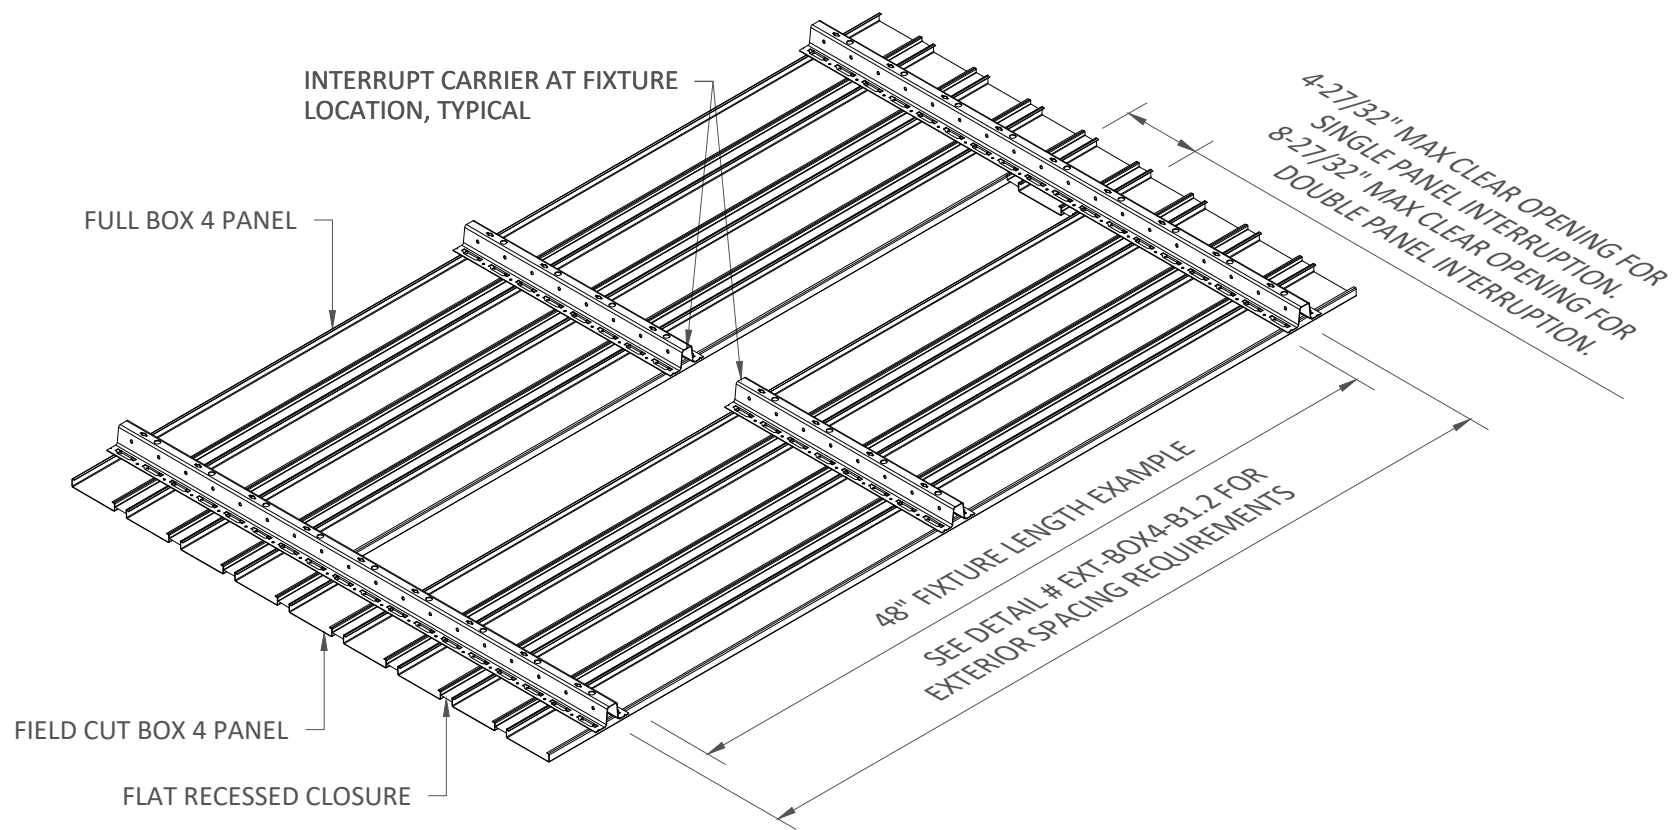 INTERRUPT CARRIER AT FIXTURE
LOCATION, TYPICAL
4-27/32" MAX CLEAR OPENING FOR
SINGLE PANEL INTERRUPTION.
8-27/32" MAX CLEAR OPENING FOR
DOUBLE PANEL INTERRUPTION.
FULL BOX 4 PANEL
48" FIXTURE LENGTH EXAMPLE
SEE DETAIL # EXT-BOX4-B1.2 FOR
EXTERIOR SPACING REQUIREMENTS
FIELD CUT BOX 4 PANEL
FLAT RECESSED CLOSURE